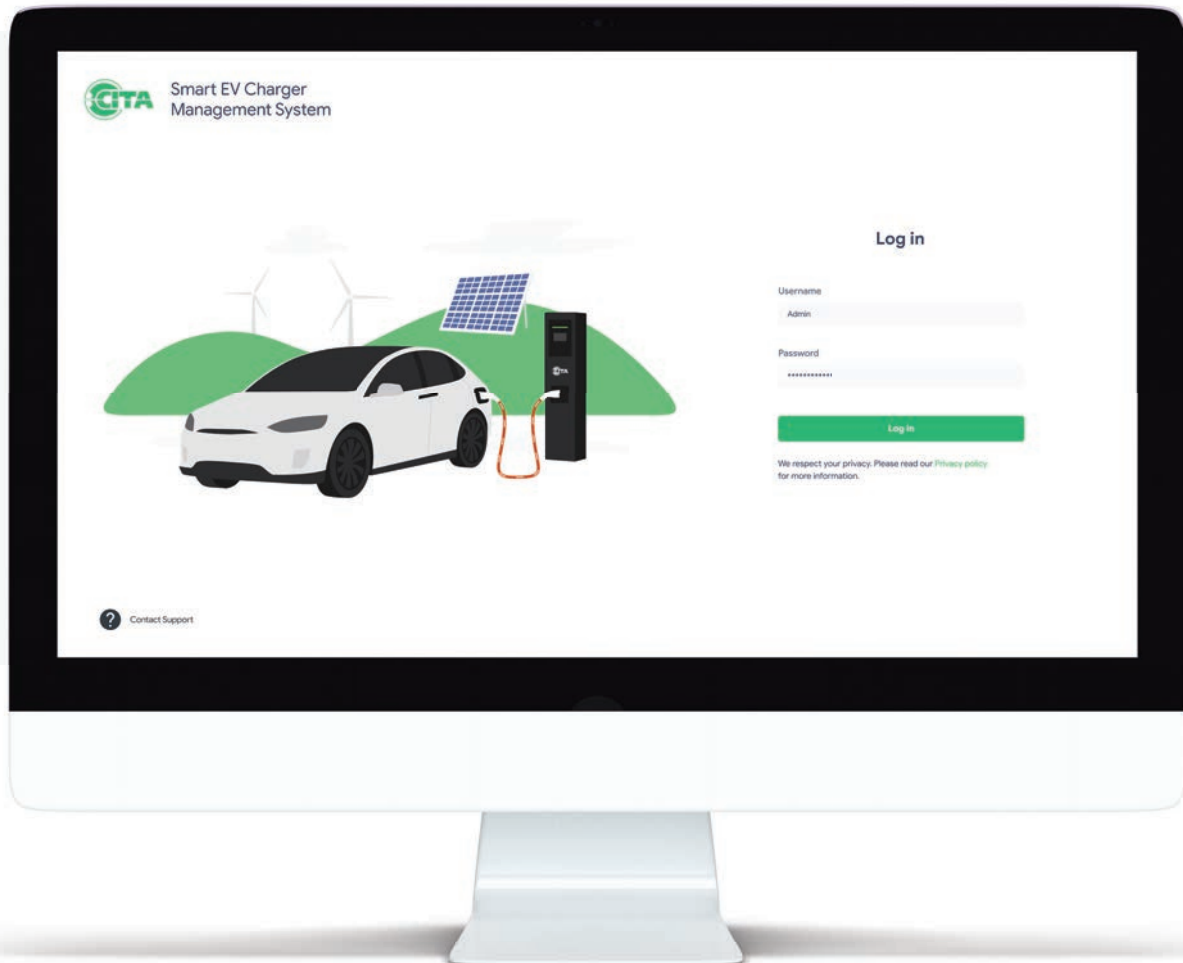 CITA
Smart EV Charger
Management System
Log in
Username
Admin
Password
••••••••••••
Log in
We respect your privacy. Please read our Privacy policy
for more information.
CITA
Contact Support